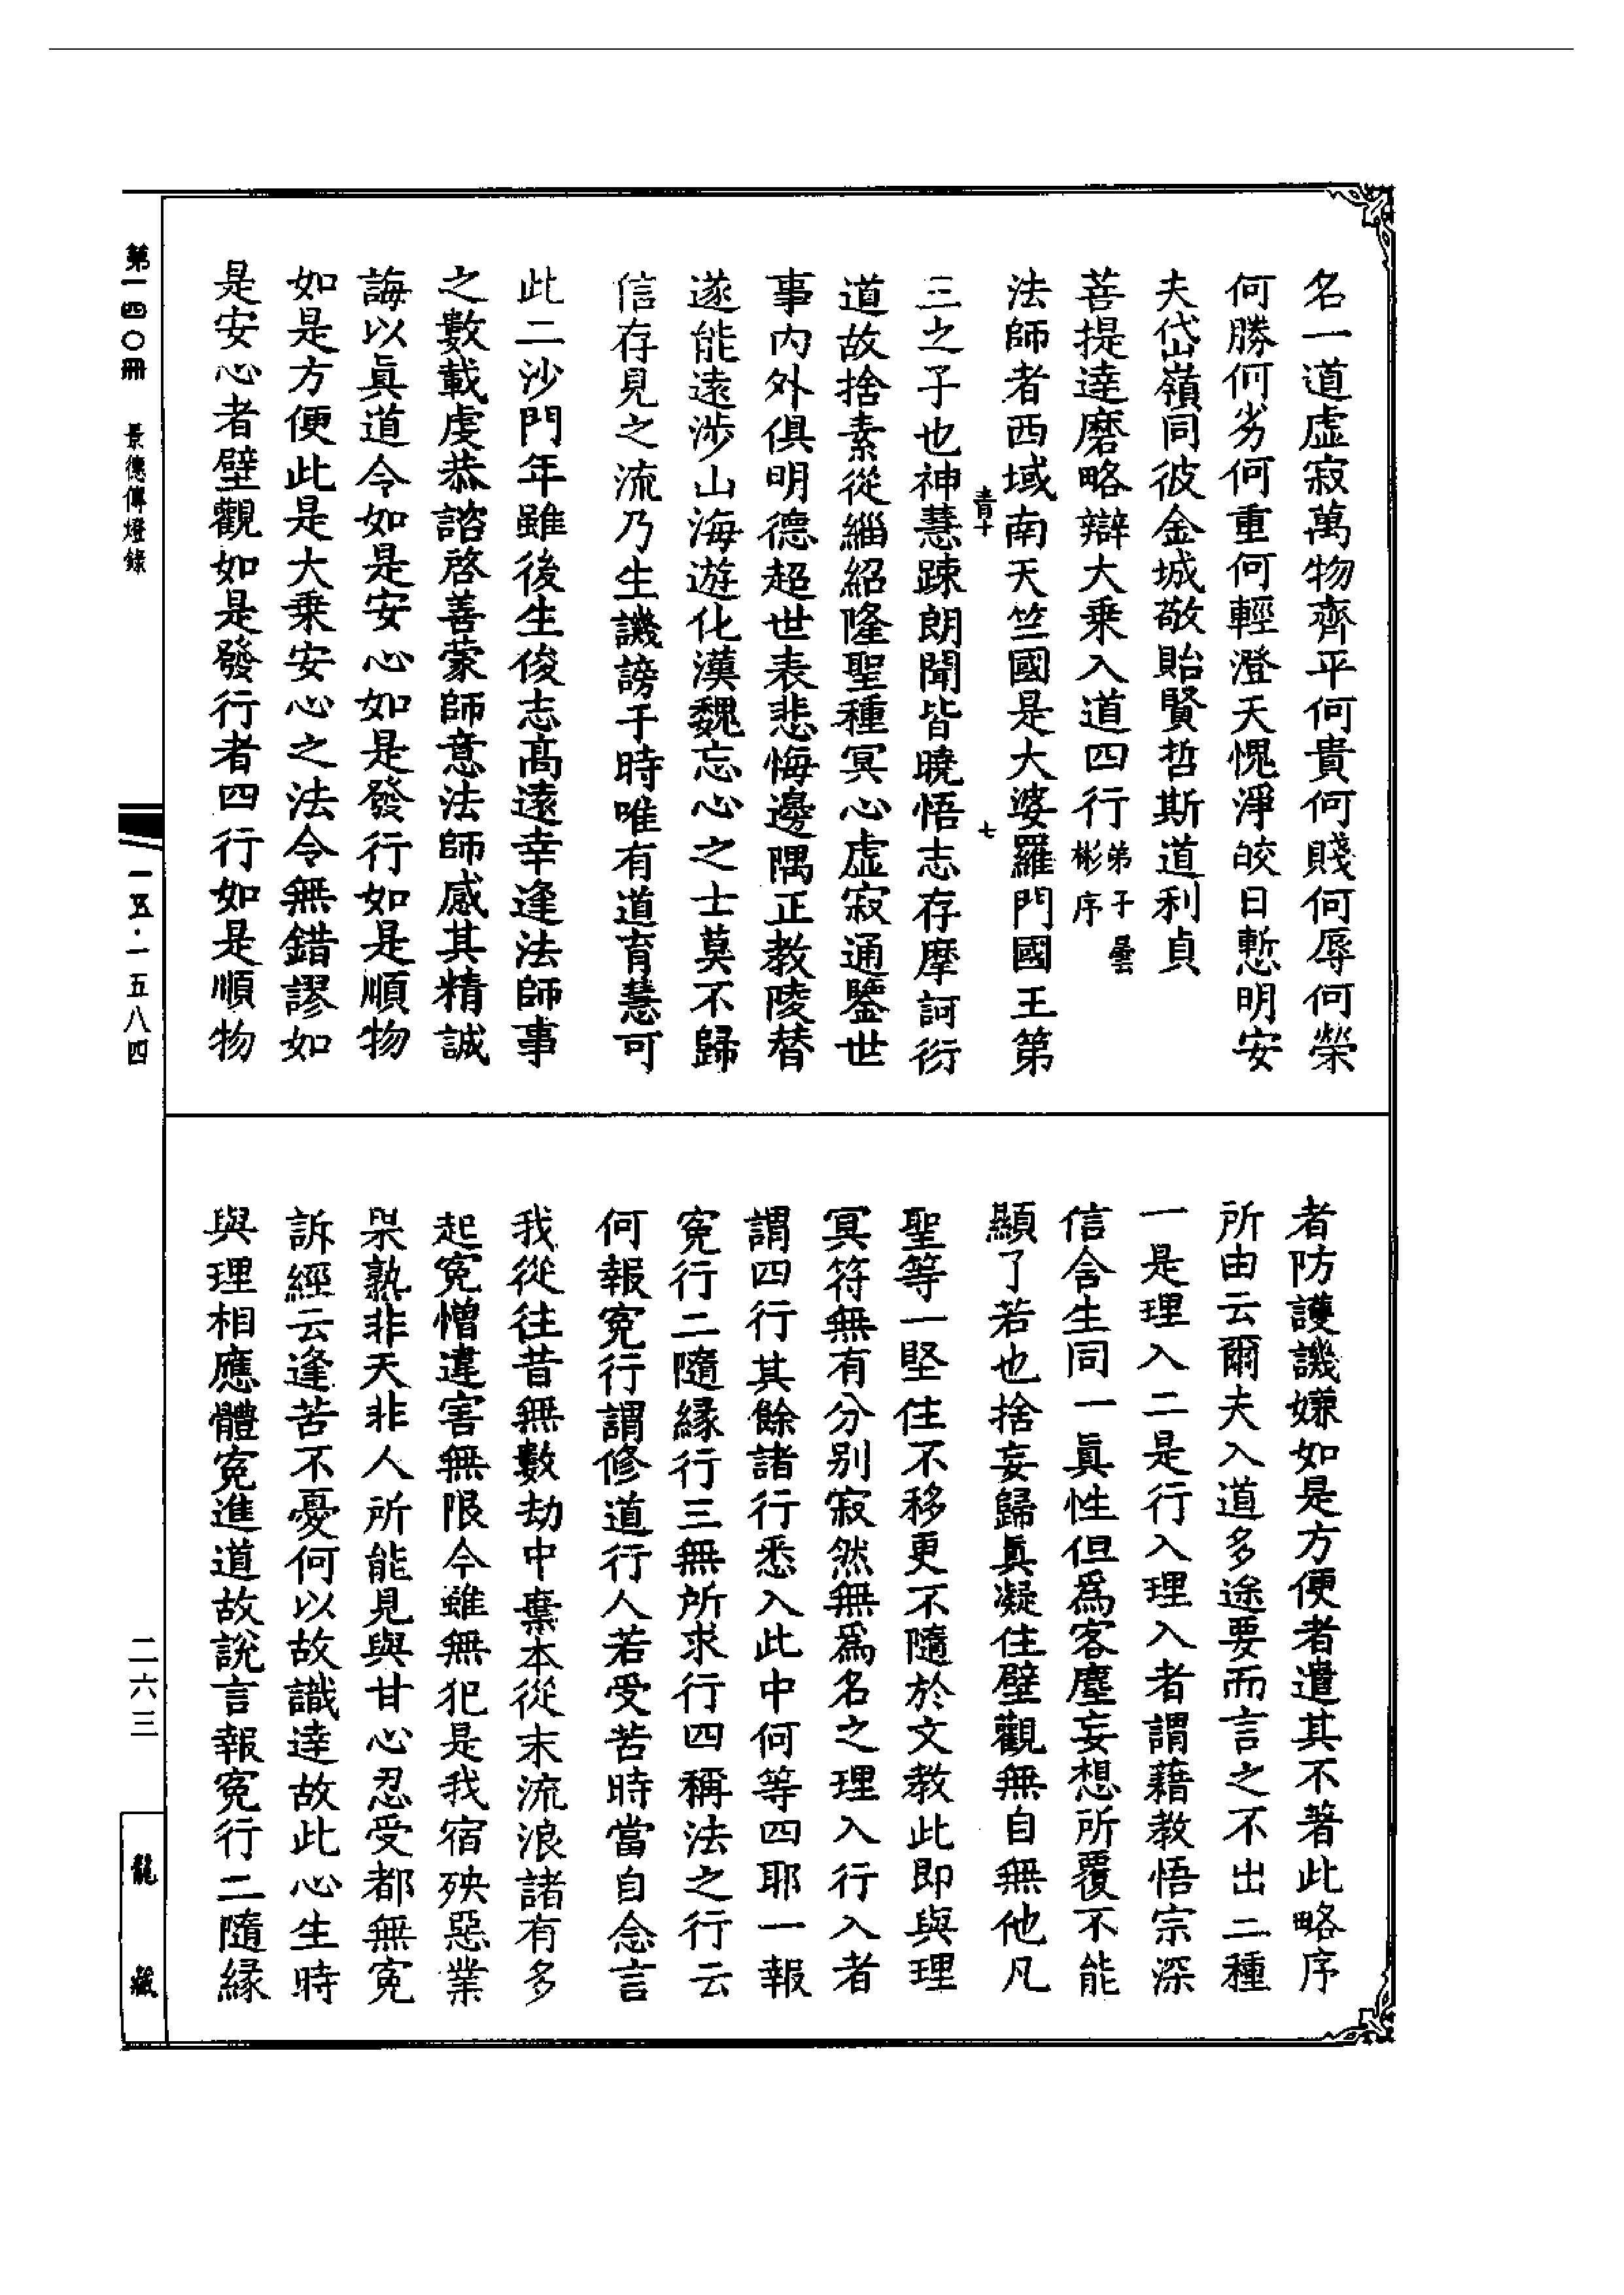 名一道虛寂萬物齊平何貴何賤何辱何榮
何勝何劣何重何輕澄天愧淨皎日慙明安
夫岱嶺同彼金城敬貽賢哲斯道利貞
菩提達磨略辯大乗入道四行弟子曇彬序
法師者西域南天竺國是大婆羅門國王第
青十 七
三之子也神慧踈朗聞皆曉悟志存摩訶衍
道故捨素從緇紹隆聖種冥心虛寂通鑒世
事內外俱明德超世表悲悔邊隅正教陵替
遂能遠涉山海遊化漢魏忘心之士莫不歸
信存見之流乃生譏謗于時唯有道育慧可
此二沙門年雖後生俊志高遠幸逢法師事
之數載虔恭諮啓善蒙師意法師感其精誠
誨以真道令如是安心如是發行如是順物
如是方便此是大乗安心之法令無錯謬如
是安心者壁觀如是發行者四行如是順物
者防護譏嫌如是方便者遣其不著此略序
所由云爾夫入道多途要而言之不出二種
一是理入二是行入理入者謂藉教悟宗深
信含生同一真性但為客塵妄想所覆不能
顯了若也捨妄歸真凝住壁觀無自無他凡
聖等一堅住不移更不隨於文教此即與理
冥符無有分別寂然無為名之理入行入者
謂四行其餘諸行悉入此中何等四耶一報
寃行二隨緣行三無所求行四稱法之行云
何報寃行謂修道行人若受苦時當自念言
我從往昔無數劫中棄本從末流浪諸有多
起寃憎違害無限今雖無犯是我宿殃惡業
果熟非天非人所能見與甘心忍受都無寃
訴經云逢苦不憂何以故識達故此心生時
與理相應體寃進道故說言報寃行二隨緣
第一四〇冊 景德傳燈錄 一五·一五八四 二六三 龍藏